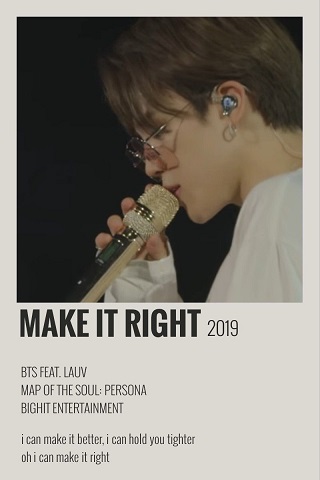 MAKE IT RIGHT 2019
BTS FEAT. LAUV
MAP OF THE SOUL: PERSONA
BIGHIT ENTERTAINMENT
i can make it better, i can hold you tighter
oh i can make it right